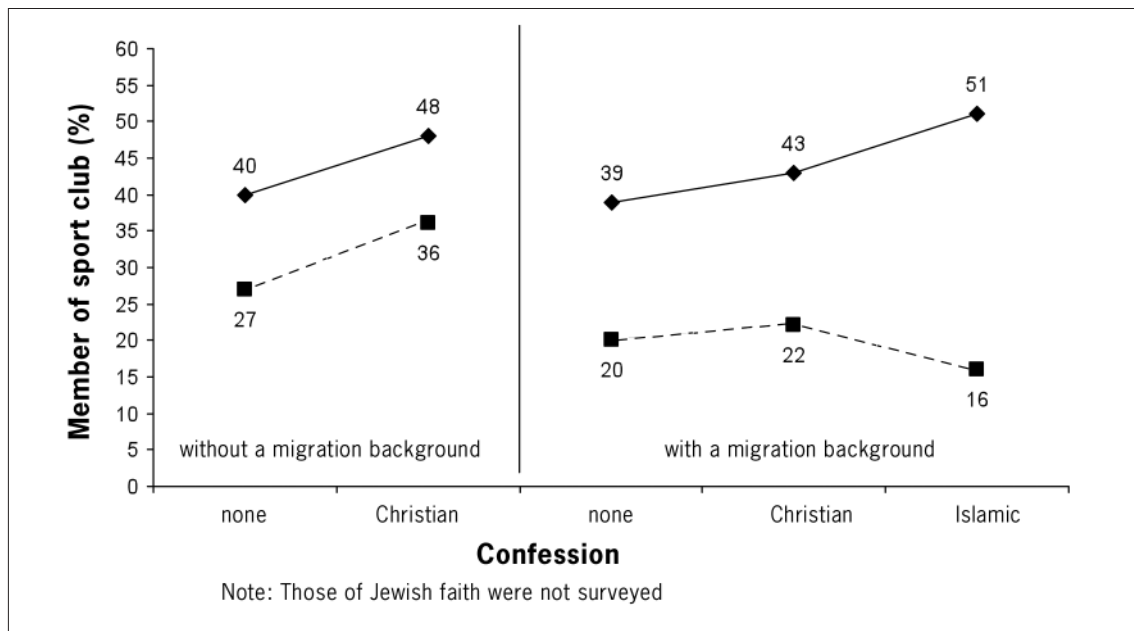 Member of sport club (%)
60
55
50
45
40
35
30
25
20
15
10
5
0
40
48
27
36
39
43
51
20
22
16
without a migration background
with a migration background
none
Christian
none
Christian
Islamic
Confession
Note: Those of Jewish faith were not surveyed